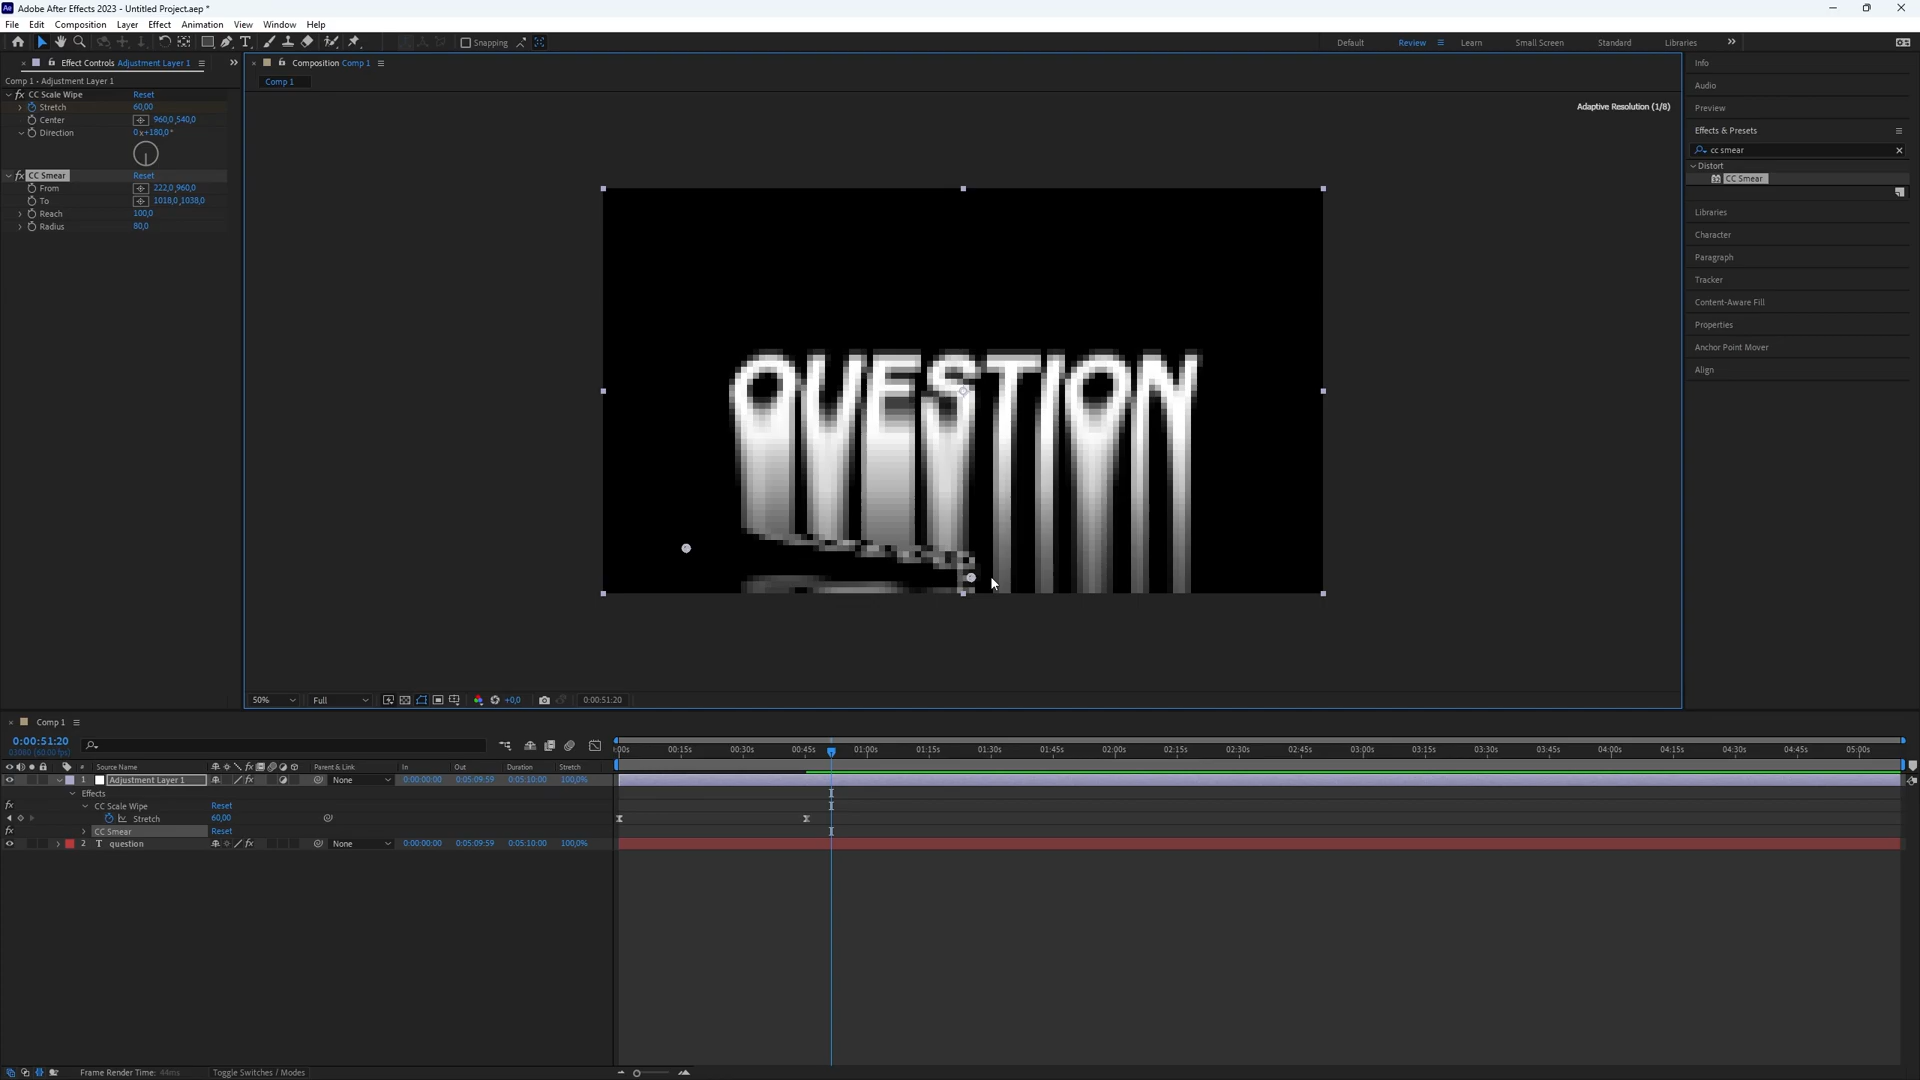 Adobe After Effects 2023 - Untitled Project.aep *
File Edit Composition Layer Effect Animation View Window Help
Snapping
Default Review Learn Small Screen Standard Libraries
Effect Controls Adjustment Layer 1
Composition Comp 1
Comp 1 • Adjustment Layer 1
Comp 1
fx CC Scale Wipe Reset
Stretch 60,00
Center 960,0,540,0
Direction 0x+180,0°
fx CC Smear Reset
From 222,0,960,0
To 1018,0,1038,0
Reach 100,0
Radius 80,0
Adaptive Resolution (1/8)
QUESTION
Info
Audio
Preview
Effects & Presets
cc smear
Distort
CC Smear
Libraries
Character
Paragraph
Tracker
Content-Aware Fill
Properties
Anchor Point Mover
Align
50% Full +0,0 0:00:51:20
Comp 1
0:00:51:20
03080 (60.00 fps)
:00s 00:15s 00:30s 00:45s 01:00s 01:15s 01:30s 01:45s 02:00s 02:15s 02:30s 02:45s 03:00s 03:15s 03:30s 03:45s 04:00s 04:15s 04:30s 04:45s 05:00s
# Source Name Parent & Link In Out Duration Stretch
1 Adjustment Layer 1 None 0:00:00:00 0:05:09:59 0:05:10:00 100,0%
Effects
CC Scale Wipe Reset
Stretch 60,00
CC Smear Reset
2 T question None 0:00:00:00 0:05:09:59 0:05:10:00 100,0%
Frame Render Time: 44ms Toggle Switches / Modes